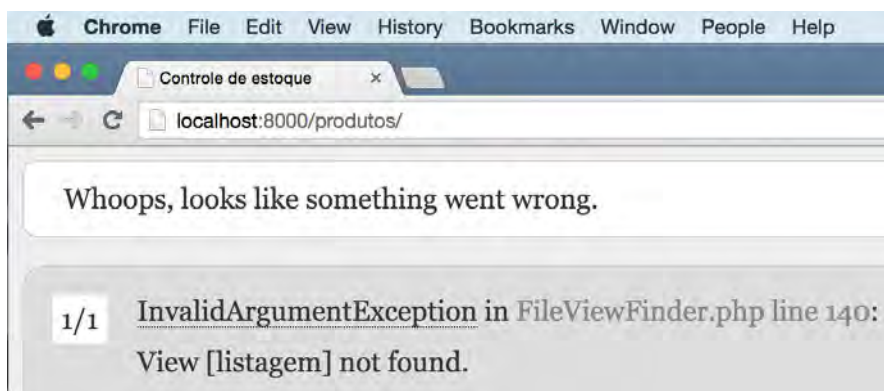 Chrome File Edit View History Bookmarks Window People Help
Controle de estoque ×
localhost:8000/produtos/
Whoops, looks like something went wrong.
1/1 InvalidArgumentException in FileViewFinder.php line 140:
View [listagem] not found.